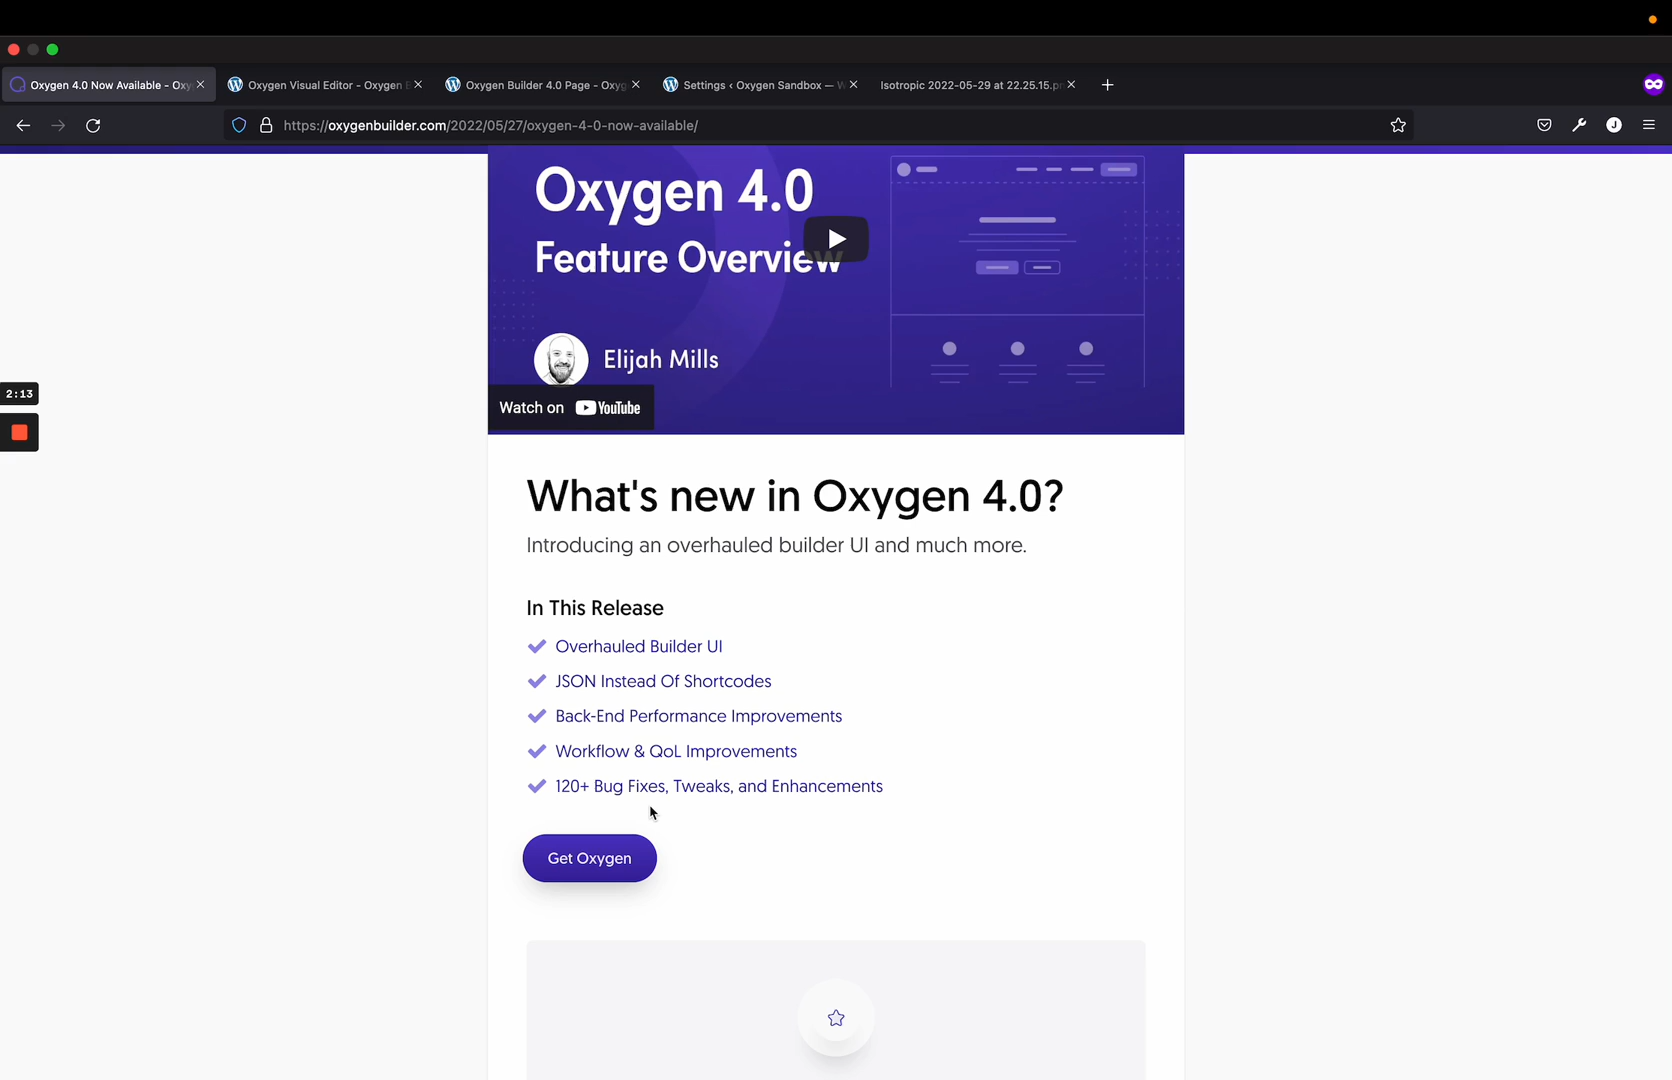 Oxygen 4.0 Now Available - Oxy
Oxygen Visual Editor - Oxygen B
Oxygen Builder 4.0 Page - Oxyg
Settings ‹ Oxygen Sandbox — W
Isotropic 2022-05-29 at 22.25.15.pn
https://oxygenbuilder.com/2022/05/27/oxygen-4-0-now-available/
J
Oxygen 4.0
Feature Overview
Elijah Mills
Watch on YouTube
2:13
What's new in Oxygen 4.0?
Introducing an overhauled builder UI and much more.
In This Release
Overhauled Builder UI
JSON Instead Of Shortcodes
Back-End Performance Improvements
Workflow & QoL Improvements
120+ Bug Fixes, Tweaks, and Enhancements
Get Oxygen